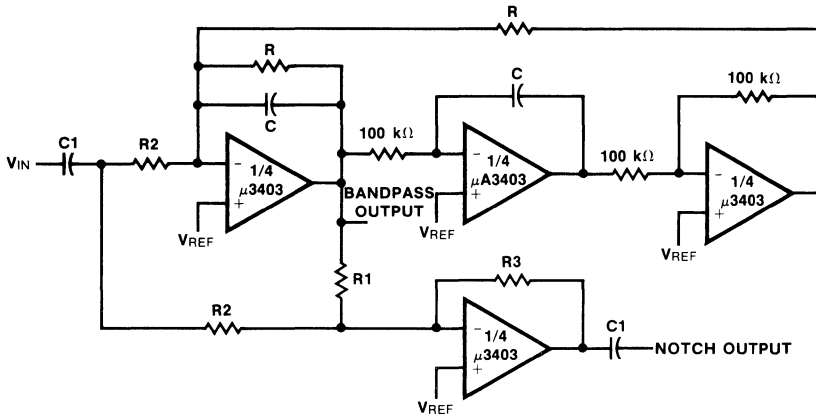 R
R
C
C
100 kΩ
100 kΩ
100 kΩ
C1
R2
VIN
−
1/4
μ3403
+
−
1/4
μA3403
+
−
1/4
μ3403
+
BANDPASS
OUTPUT
VREF
VREF
VREF
R1
R3
R2
−
1/4
μ3403
+
C1
NOTCH OUTPUT
VREF